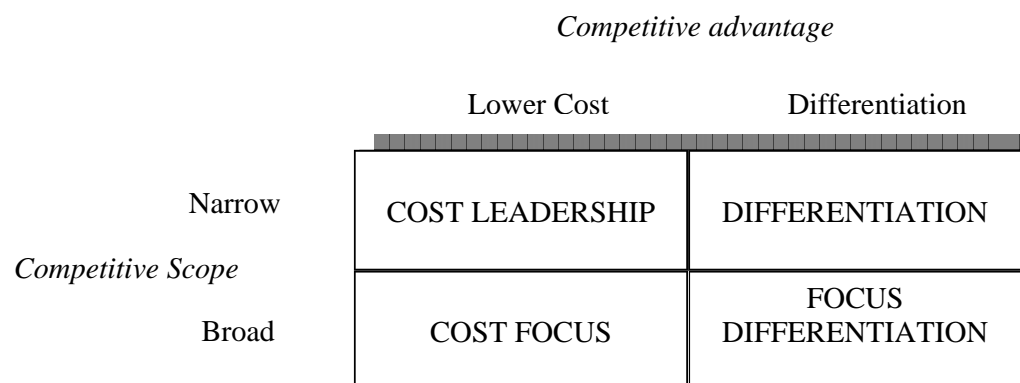 Competitive advantage
Lower Cost Differentiation
Narrow COST LEADERSHIP DIFFERENTIATION
Competitive Scope
Broad COST FOCUS FOCUS DIFFERENTIATION